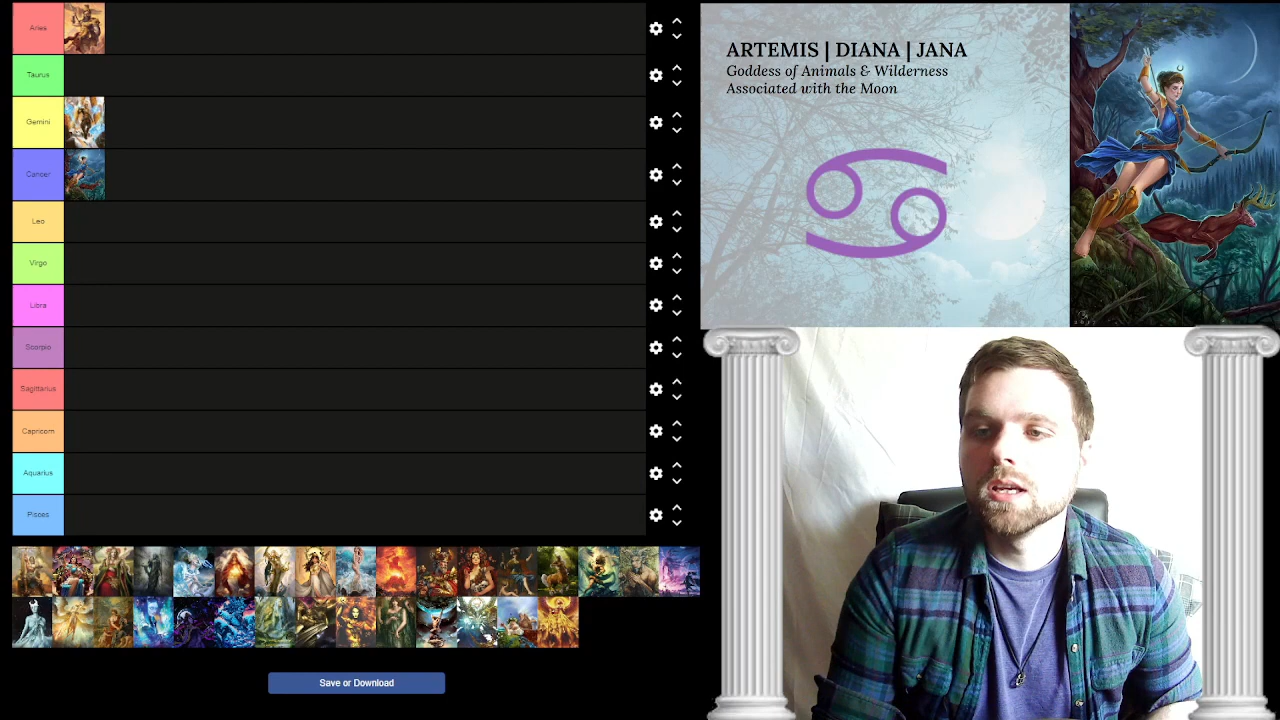 Aries
Taurus
Gemini
Cancer
Leo
Virgo
Libra
Scorpio
Sagittarius
Capricorn
Aquarius
Pisces
Save or Download
ARTEMIS | DIANA | JANA
Goddess of Animals & Wilderness
Associated with the Moon